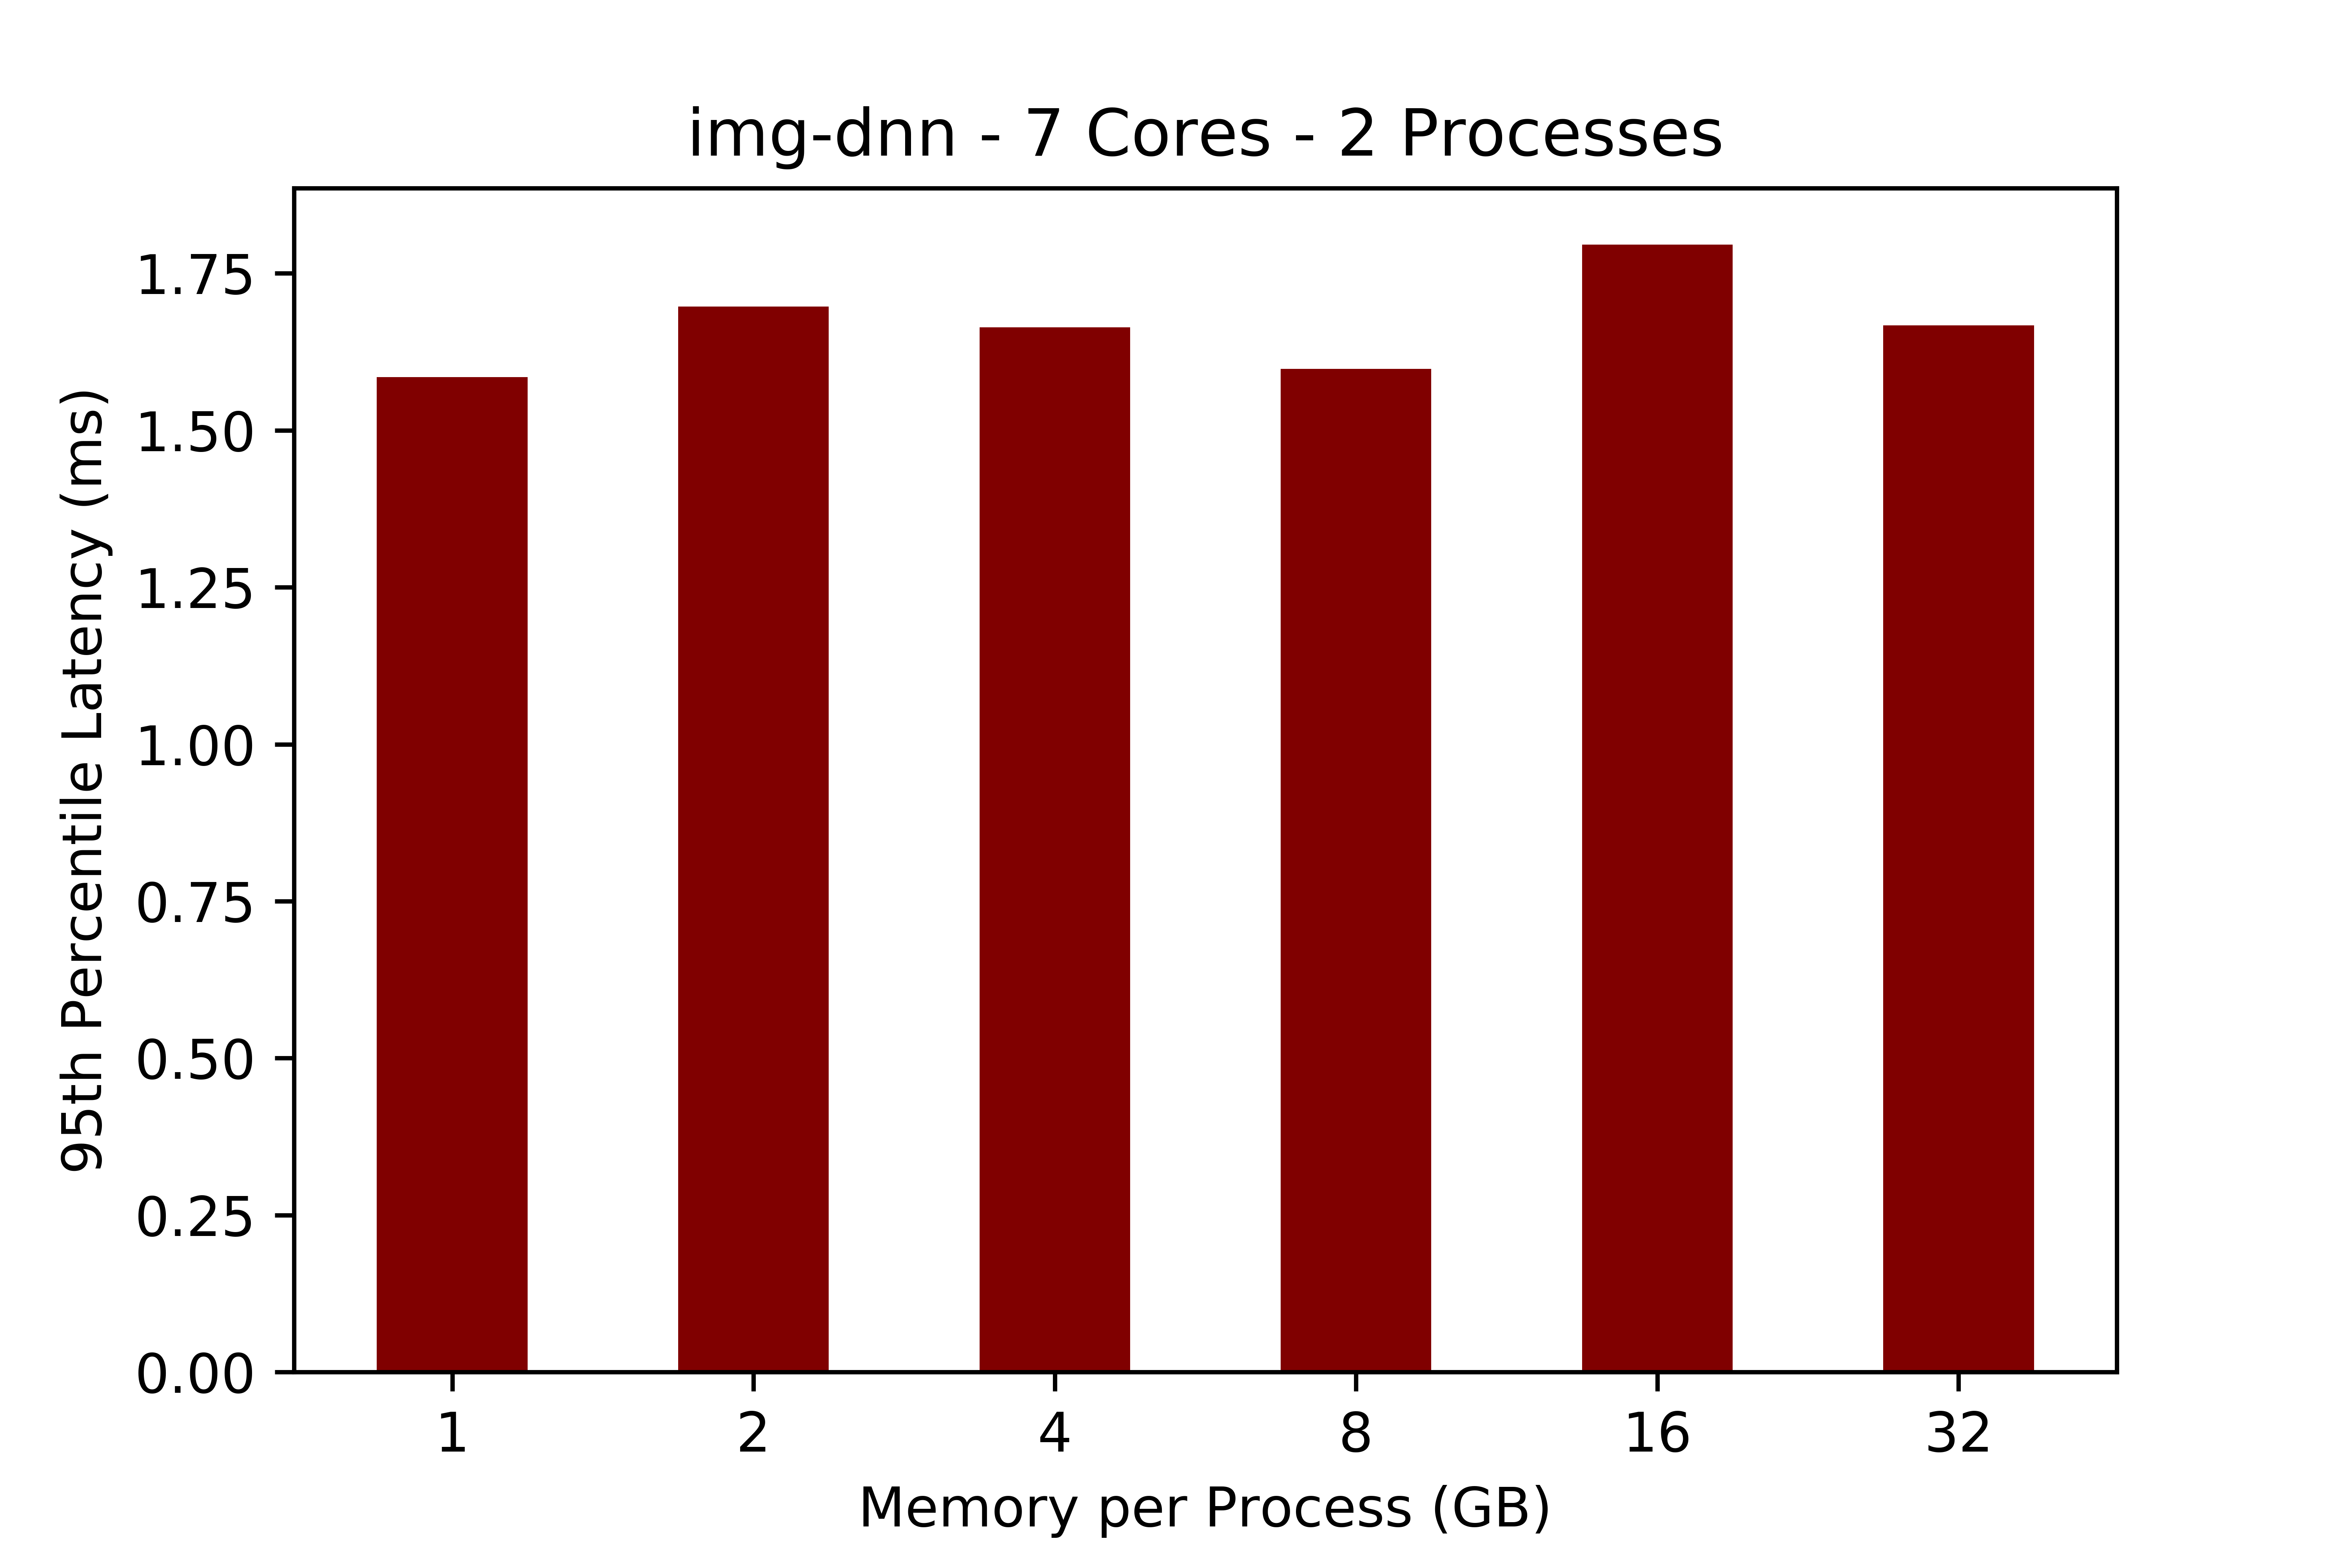 img-dnn - 7 Cores - 2 Processes
95th Percentile Latency (ms)
1.75
1.50
1.25
1.00
0.75
0.50
0.25
0.00
1 2 4 8 16 32
Memory per Process (GB)